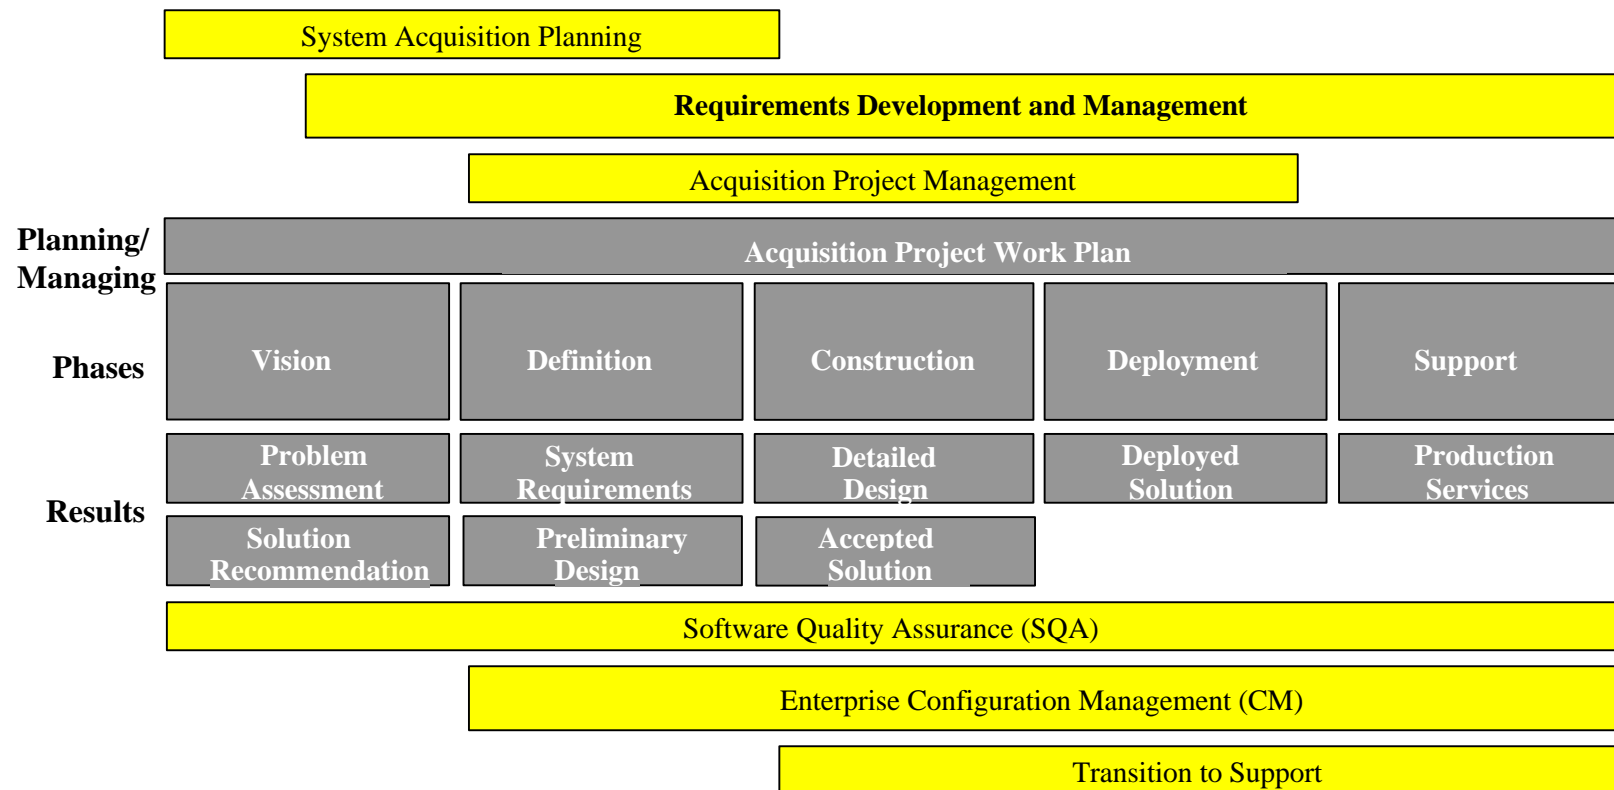 System Acquisition Planning
Requirements Development and Management
Acquisition Project Management
Planning/
Managing
Acquisition Project Work Plan
Phases
Vision
Definition
Construction
Deployment
Support
Results
Problem
Assessment
System
Requirements
Detailed
Design
Deployed
Solution
Production
Services
Solution
Recommendation
Preliminary
Design
Accepted
Solution
Software Quality Assurance (SQA)
Enterprise Configuration Management (CM)
Transition to Support